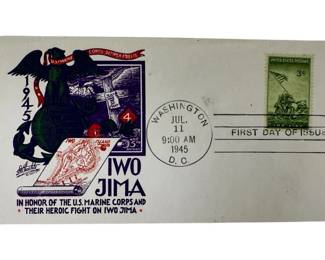 1945
4
IWO
JIMA
IN HONOR OF THE U.S. MARINE CORPS AND
THEIR HEROIC FIGHT ON IWO JIMA
WASHINGTON
JUL.
11
9:00 AM
1945
D.C.
UNITED STATES POSTAGE
3¢
FIRST DAY OF ISSUE